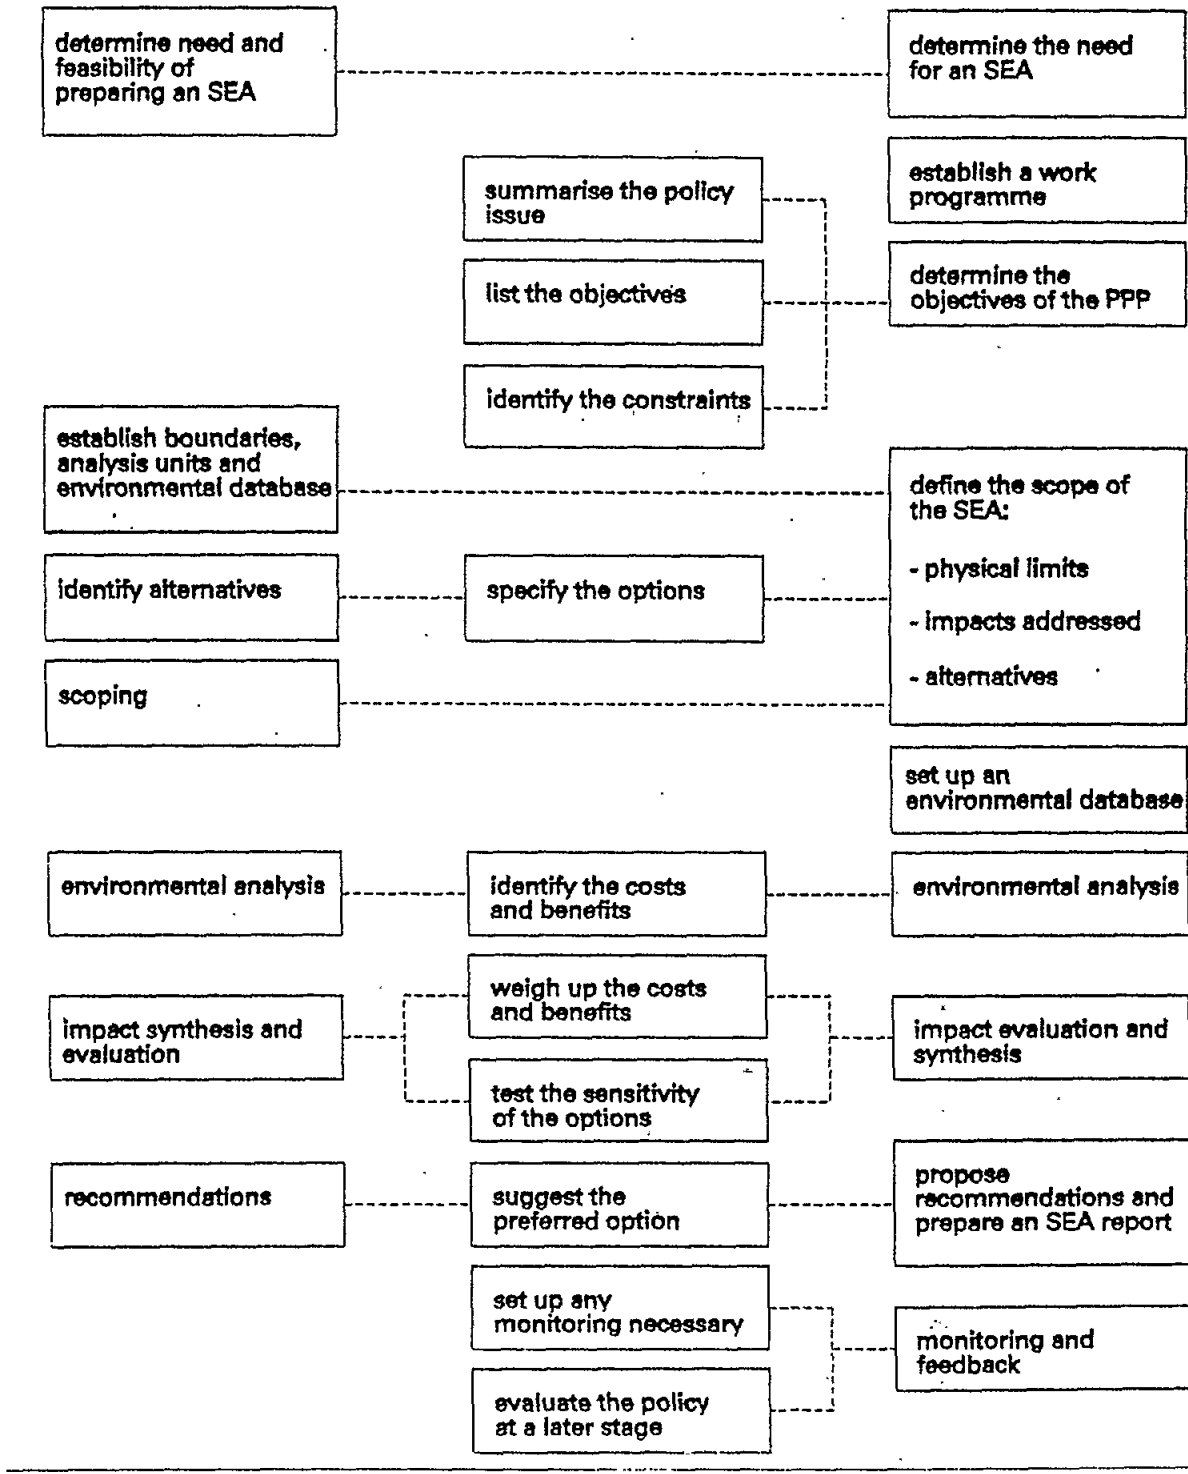 determine need and
feasibility of
preparing an SEA
determine the need
for an SEA
establish a work
programme
summarise the policy
issue
list the objectives
determine the
objectives of the PPP
identify the constraints
establish boundaries,
analysis units and
environmental database
define the scope of
the SEA:
- physical limits
- impacts addressed
- alternatives
identify alternatives
specify the options
scoping
set up an
environmental database
environmental analysis
identify the costs
and benefits
environmental analysis
weigh up the costs
and benefits
impact synthesis and
evaluation
impact evaluation and
synthesis
test the sensitivity
of the options
recommendations
suggest the
preferred option
propose
recommendations and
prepare an SEA report
set up any
monitoring necessary
monitoring and
feedback
evaluate the policy
at a later stage